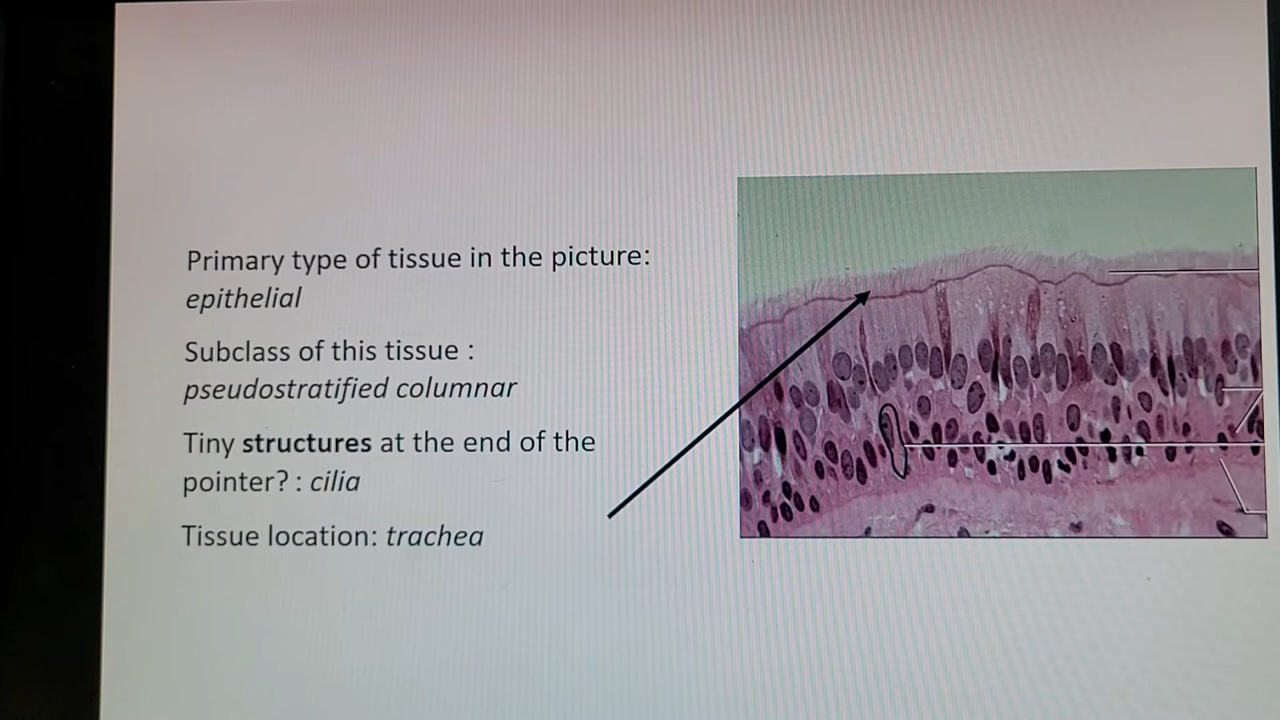 Primary type of tissue in the picture:
epithelial
Subclass of this tissue :
pseudostratified columnar
Tiny structures at the end of the
pointer? : cilia
Tissue location: trachea